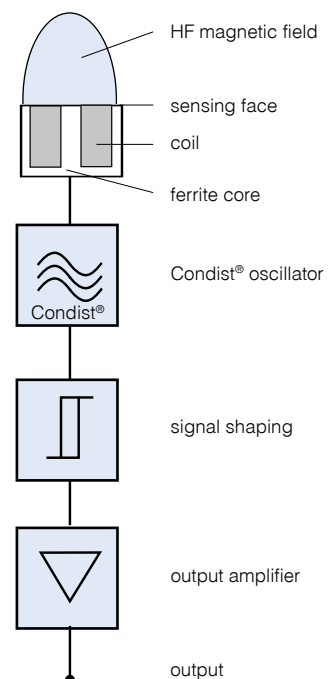 HF magnetic field
sensing face
coil
ferrite core
Condist® oscillator
Condist®
signal shaping
output amplifier
output